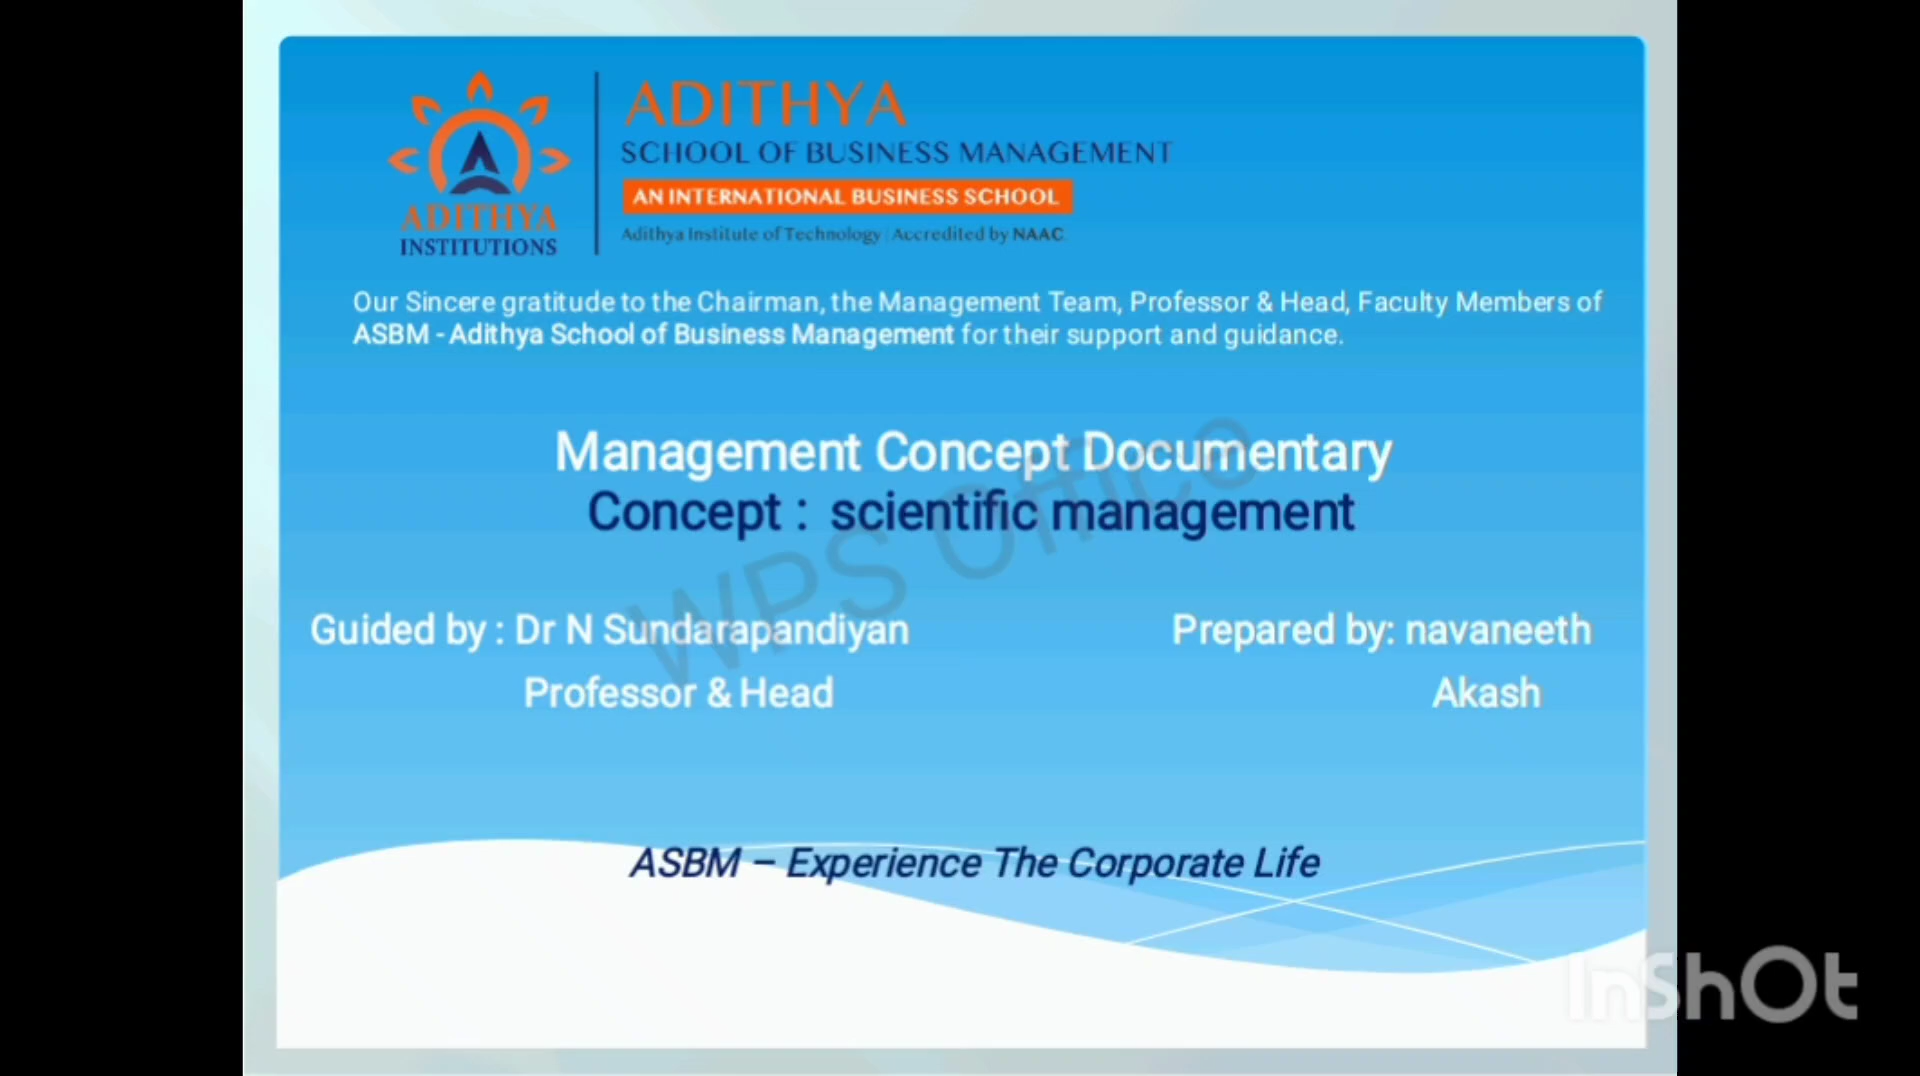 ADITHYA
INSTITUTIONS
ADITHYA
SCHOOL OF BUSINESS MANAGEMENT
AN INTERNATIONAL BUSINESS SCHOOL
Adithya Institute of Technology | Accredited by NAAC
Our Sincere gratitude to the Chairman, the Management Team, Professor & Head, Faculty Members of
ASBM - Adithya School of Business Management for their support and guidance.
Management Concept Documentary
Concept : scientific management
WPS Office
Guided by : Dr N Sundarapandiyan
Professor & Head
Prepared by: navaneeth
Akash
ASBM – Experience The Corporate Life
InShOt